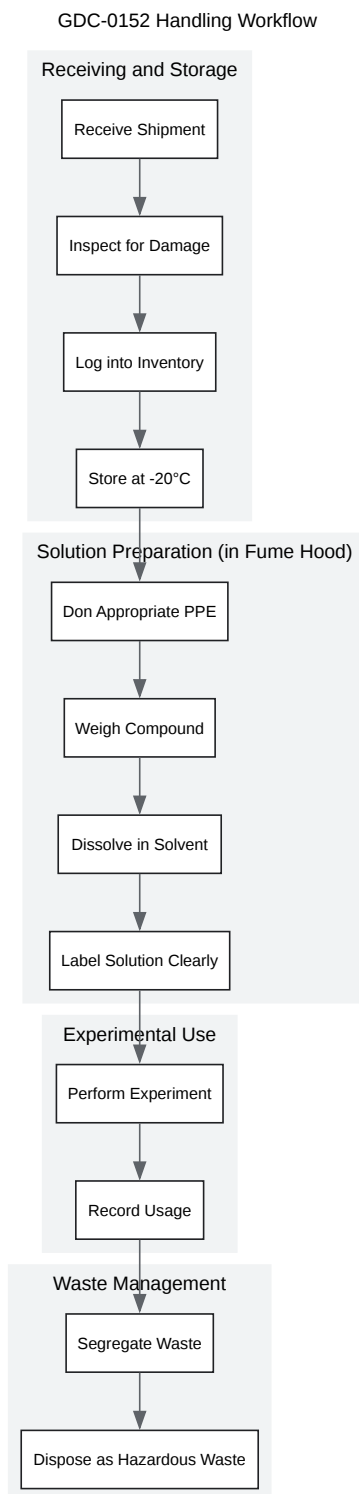 GDC-0152 Handling Workflow
Receiving and Storage
Receive Shipment
Inspect for Damage
Log into Inventory
Store at -20°C
Solution Preparation (in Fume Hood)
Don Appropriate PPE
Weigh Compound
Dissolve in Solvent
Label Solution Clearly
Experimental Use
Perform Experiment
Record Usage
Waste Management
Segregate Waste
Dispose as Hazardous Waste